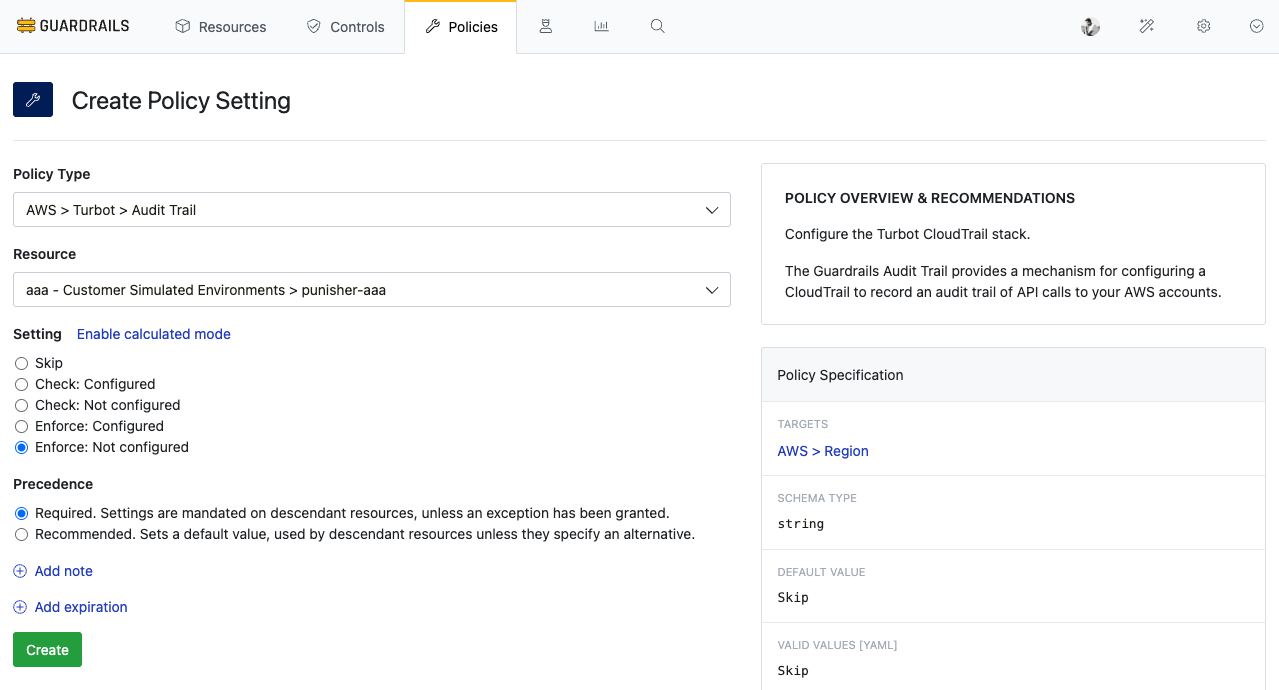 GUARDRAILS
Resources
Controls
Policies
Create Policy Setting
Policy Type
AWS > Turbot > Audit Trail
Resource
aaa - Customer Simulated Environments > punisher-aaa
Setting Enable calculated mode
Skip
Check: Configured
Check: Not configured
Enforce: Configured
Enforce: Not configured
Precedence
Required. Settings are mandated on descendant resources, unless an exception has been granted.
Recommended. Sets a default value, used by descendant resources unless they specify an alternative.
Add note
Add expiration
Create
POLICY OVERVIEW & RECOMMENDATIONS
Configure the Turbot CloudTrail stack.
The Guardrails Audit Trail provides a mechanism for configuring a
CloudTrail to record an audit trail of API calls to your AWS accounts.
Policy Specification
TARGETS
AWS > Region
SCHEMA TYPE
string
DEFAULT VALUE
Skip
VALID VALUES [YAML]
Skip